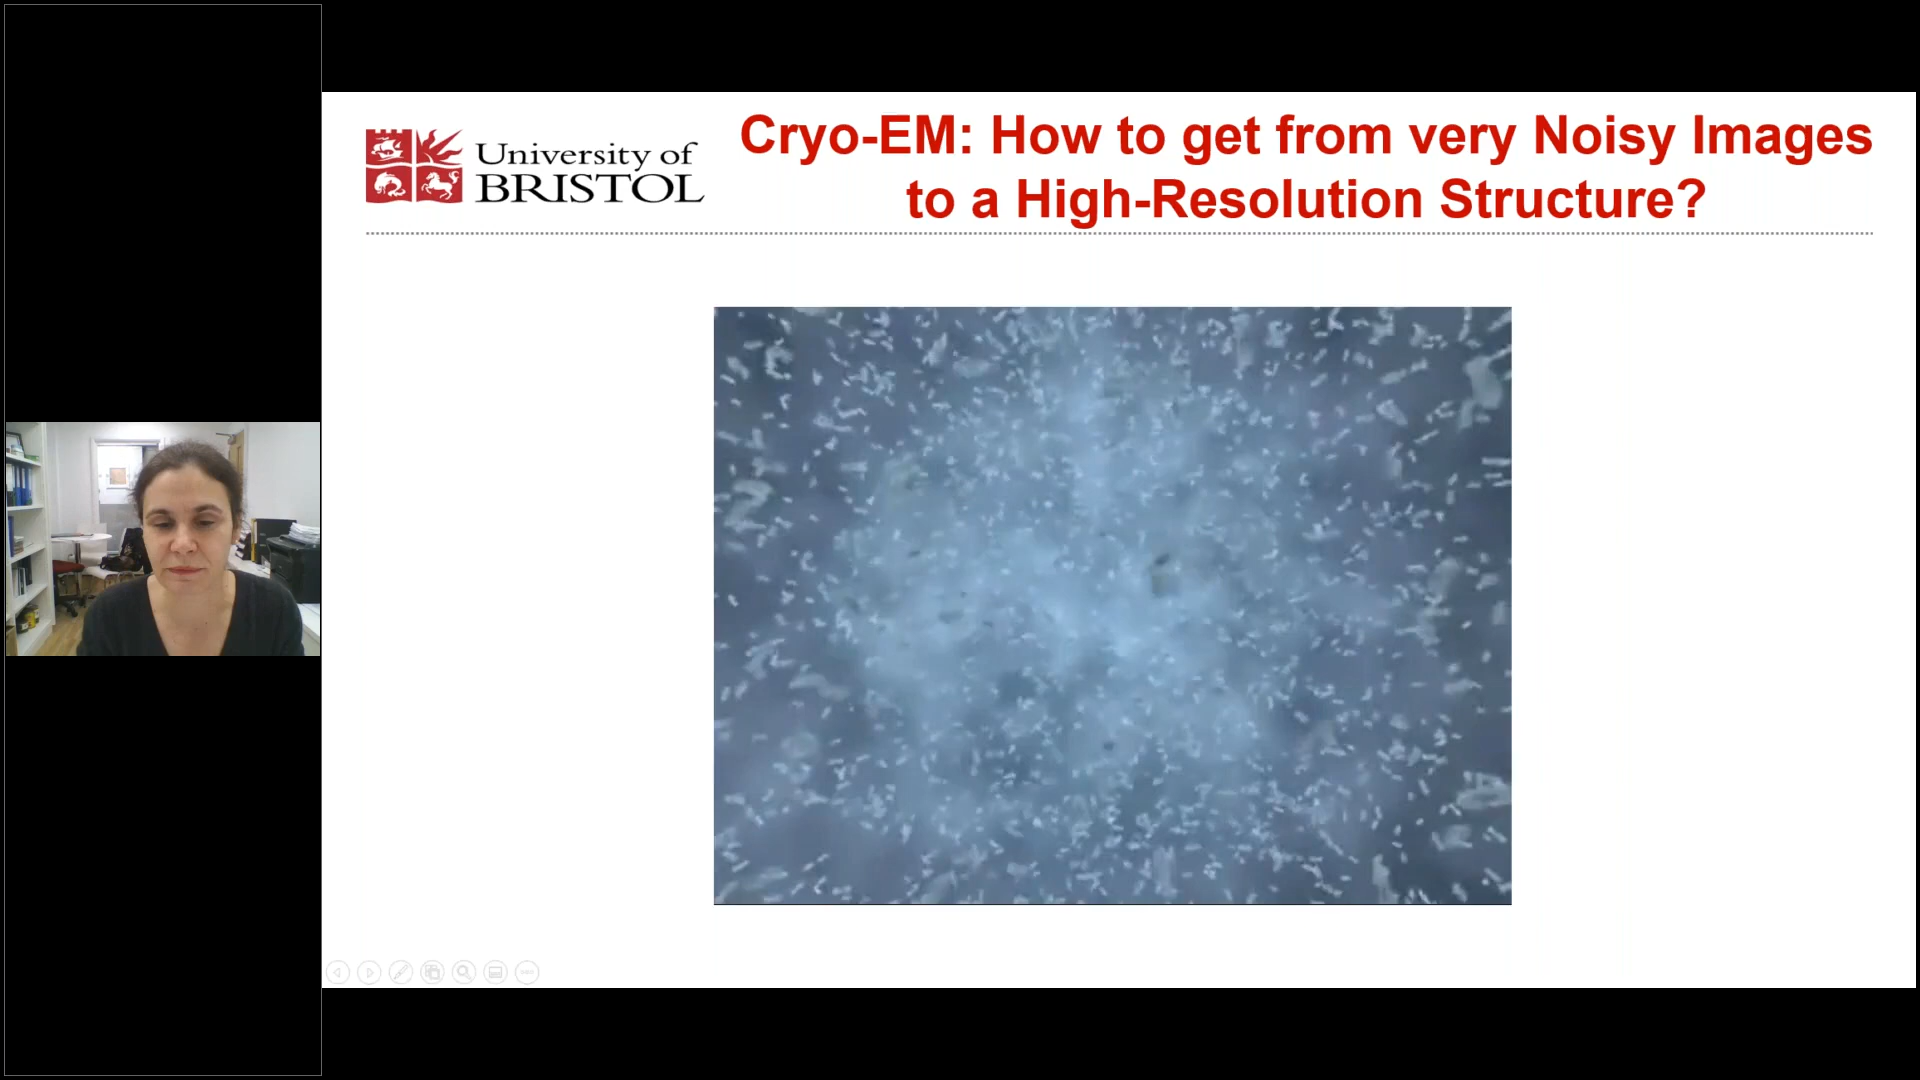 University of
BRISTOL
Cryo-EM: How to get from very Noisy Images
to a High-Resolution Structure?